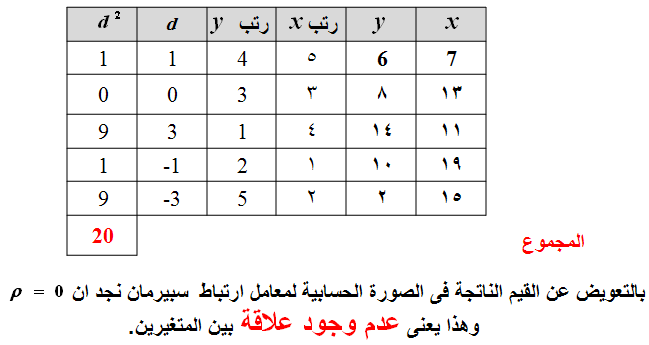 x y رتب x رتب y d d²
7 6 ٥ 4 1 1
١٣ ٨ ٣ 3 0 0
١١ ١٤ ٤ 1 3 9
١٩ ١٠ ١ 2 -1 1
١٥ ٢ ٢ 5 -3 9
المجموع 20
بالتعويض عن القيم الناتجة فى الصورة الحسابية لمعامل ارتباط سبيرمان نجد ان ρ = 0
وهذا يعنى عدم وجود علاقة بين المتغيرين.